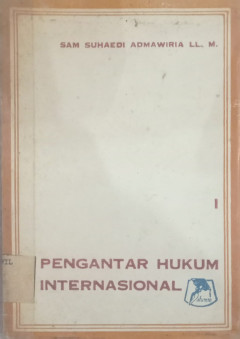 SAM SUHAEDI ADMAWIRIA LL. M.
I
PENGANTAR HUKUM
INTERNASIONAL